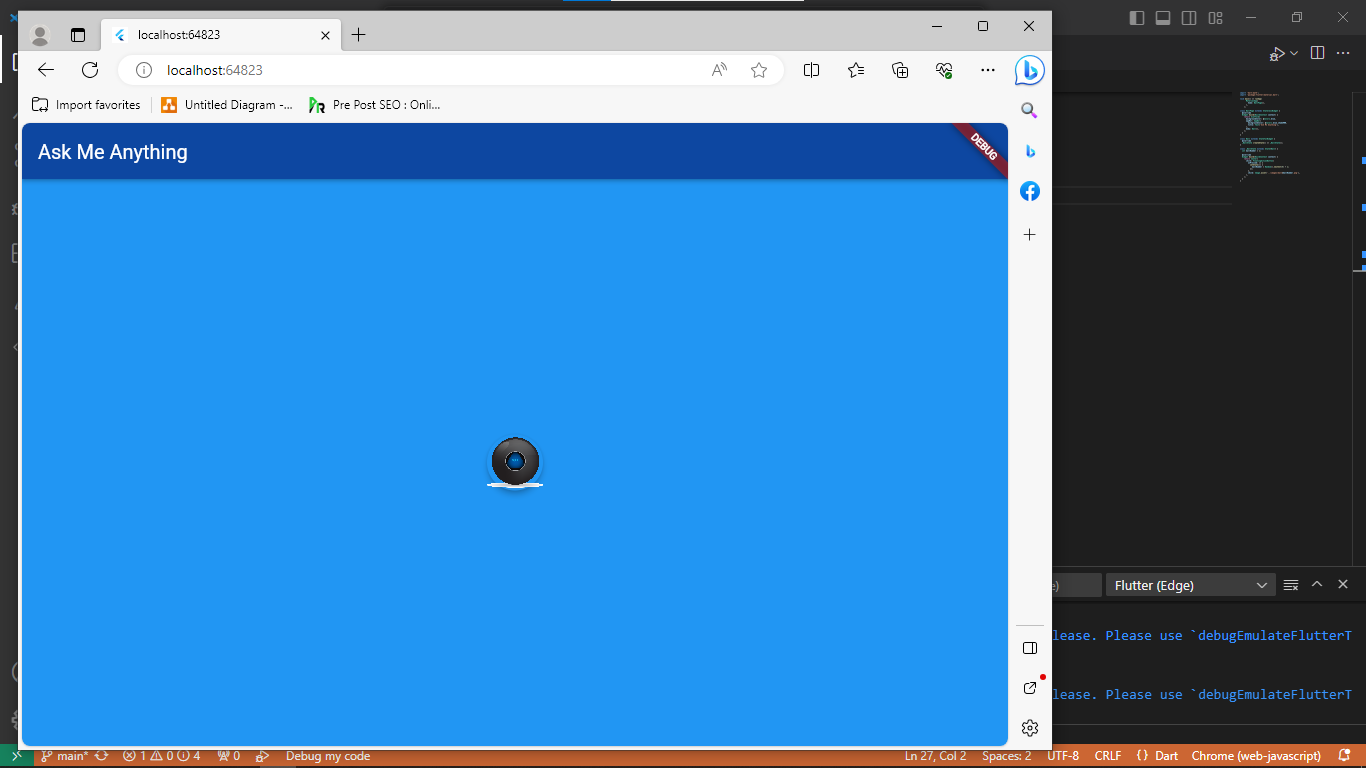 localhost:64823
localhost:64823
Import favorites
Untitled Diagram -...
Pre Post SEO : Onli...
Ask Me Anything
DEBUG
Flutter (Edge)
lease. Please use `debugEmulateFlutterT
lease. Please use `debugEmulateFlutterT
main* 1 0 4 0 Debug my code Ln 27, Col 2 Spaces: 2 UTF-8 CRLF {} Dart Chrome (web-javascript)